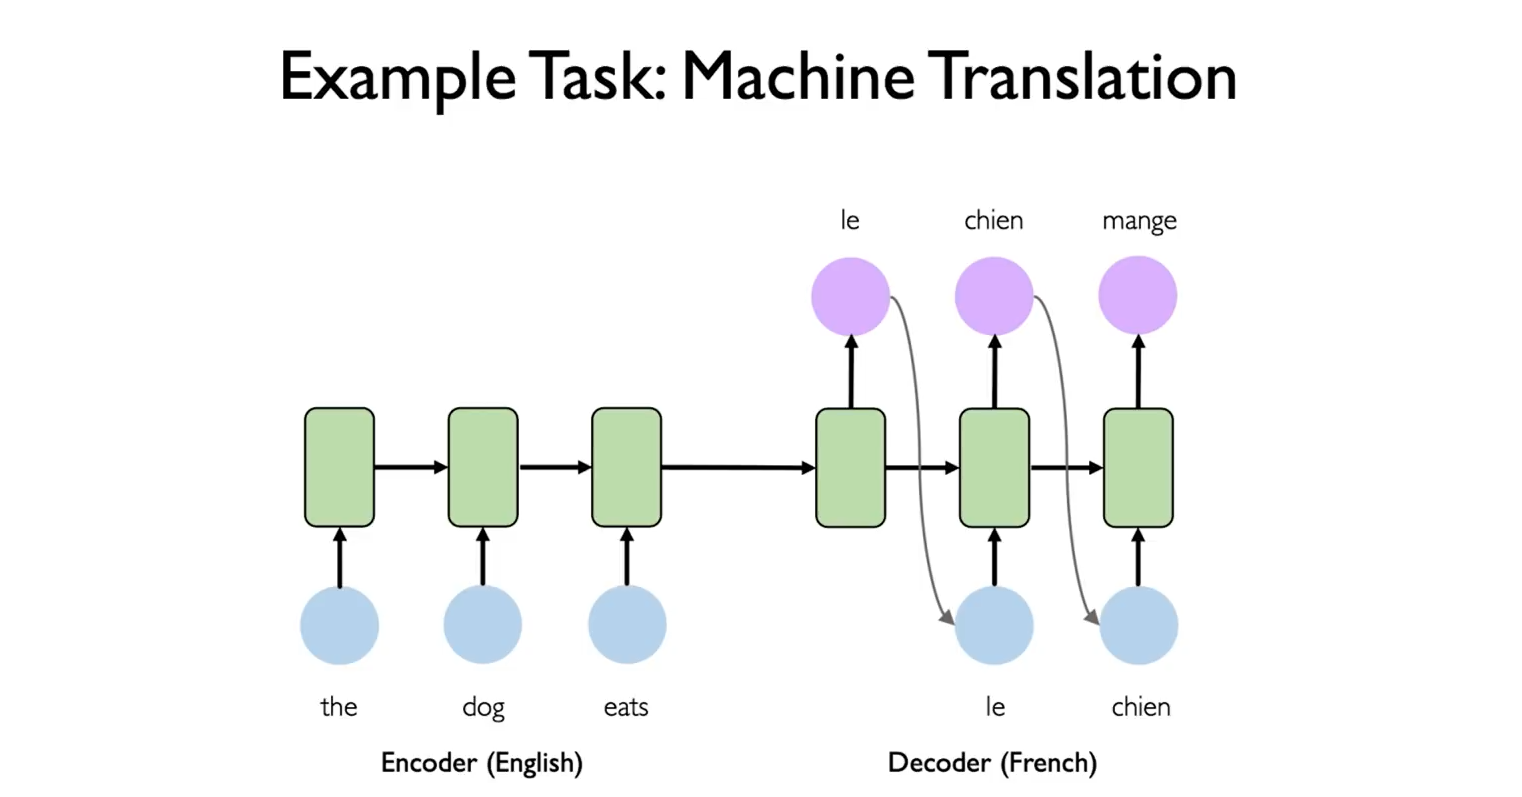 Example Task: Machine Translation
le chien mange
the dog eats le chien
Encoder (English) Decoder (French)